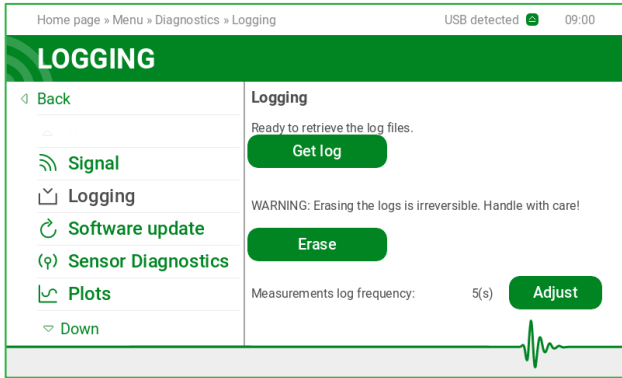 Home page » Menu » Diagnostics » Logging
USB detected
09:00
LOGGING
Back
Signal
Logging
Software update
Sensor Diagnostics
Plots
Down
Logging
Ready to retrieve the log files.
Get log
WARNING: Erasing the logs is irreversible. Handle with care!
Erase
Measurements log frequency: 5(s) Adjust